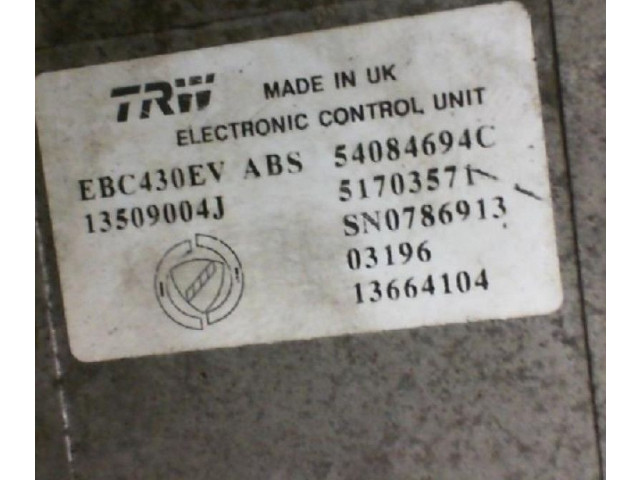 TRW MADE IN UK
ELECTRONIC CONTROL UNIT
EBC430EV ABS 54084694C
13509004J 51703571
SN0786913
03196
13664104